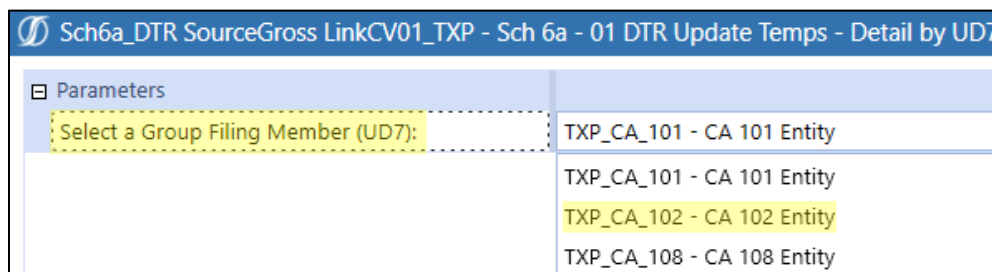 Sch6a_DTR SourceGross LinkCV01_TXP - Sch 6a - 01 DTR Update Temps - Detail by UD7
Parameters
Select a Group Filing Member (UD7): TXP_CA_101 - CA 101 Entity
TXP_CA_101 - CA 101 Entity
TXP_CA_102 - CA 102 Entity
TXP_CA_108 - CA 108 Entity